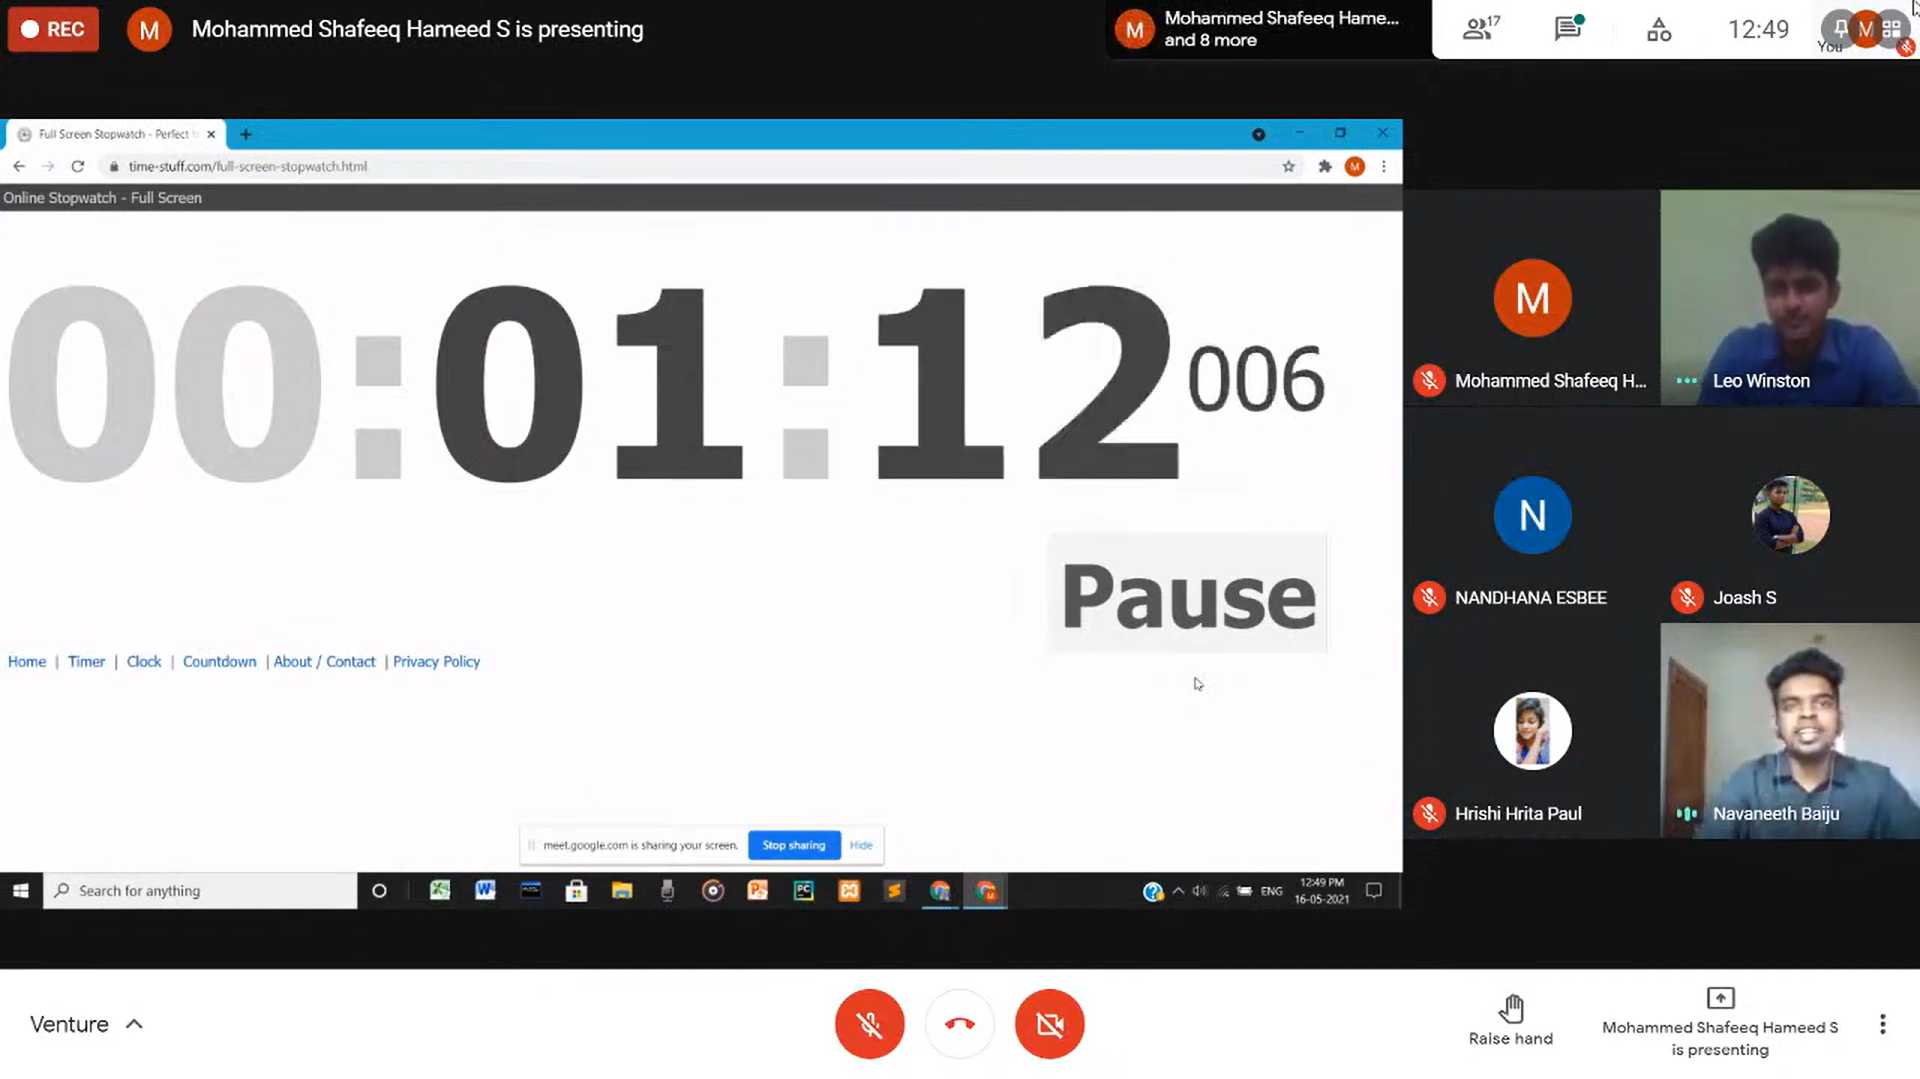 REC
M
Mohammed Shafeeq Hameed S is presenting
M
Mohammed Shafeeq Hame...
and 8 more
17
12:49
You
M
Full Screen Stopwatch - Perfect
time-stuff.com/full-screen-stopwatch.html
M
Online Stopwatch - Full Screen
00:01:12 006
Pause
Home | Timer | Clock | Countdown | About / Contact | Privacy Policy
meet.google.com is sharing your screen.
Stop sharing
Hide
Search for anything
ENG
12:49 PM
16-05-2021
M
Mohammed Shafeeq H...
Leo Winston
N
NANDHANA ESBEE
Joash S
Hrishi Hrita Paul
Navaneeth Baiju
Venture
Raise hand
Mohammed Shafeeq Hameed S
is presenting